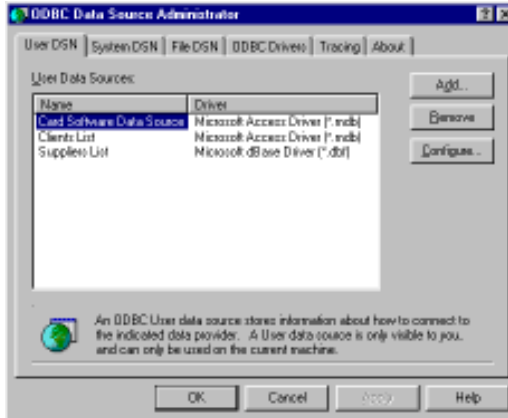 ODBC Data Source Administrator
User DSN System DSN File DSN ODBC Drivers Tracing About
User Data Sources:
Name Driver
Card Software Data Source Microsoft Access Driver (*.mdb)
Clients List Microsoft Access Driver (*.mdb)
Suppliers List Microsoft dBase Driver (*.dbf)
Add...
Remove
Configure...
An ODBC User data source stores information about how to connect to
the indicated data provider. A User data source is only visible to you,
and can only be used on the current machine.
OK Cancel Apply Help